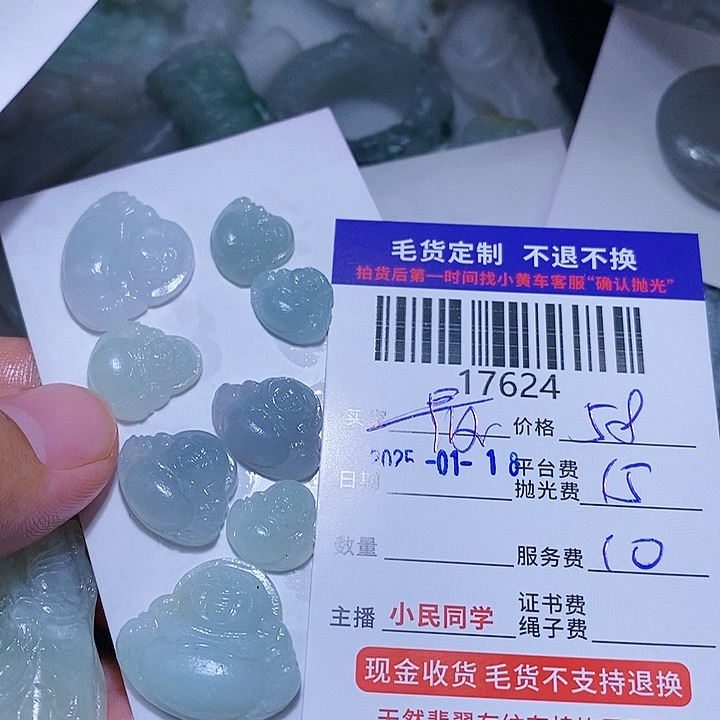 毛货定制 不退不换
拍货后第一时间找小黄车客服“确认抛光”
17624
买家 价格 58
日期 2025-01-18 平台费
抛光费 15
数量 服务费 10
主播 小民同学 证书费
绳子费
现金收货 毛货不支持退换